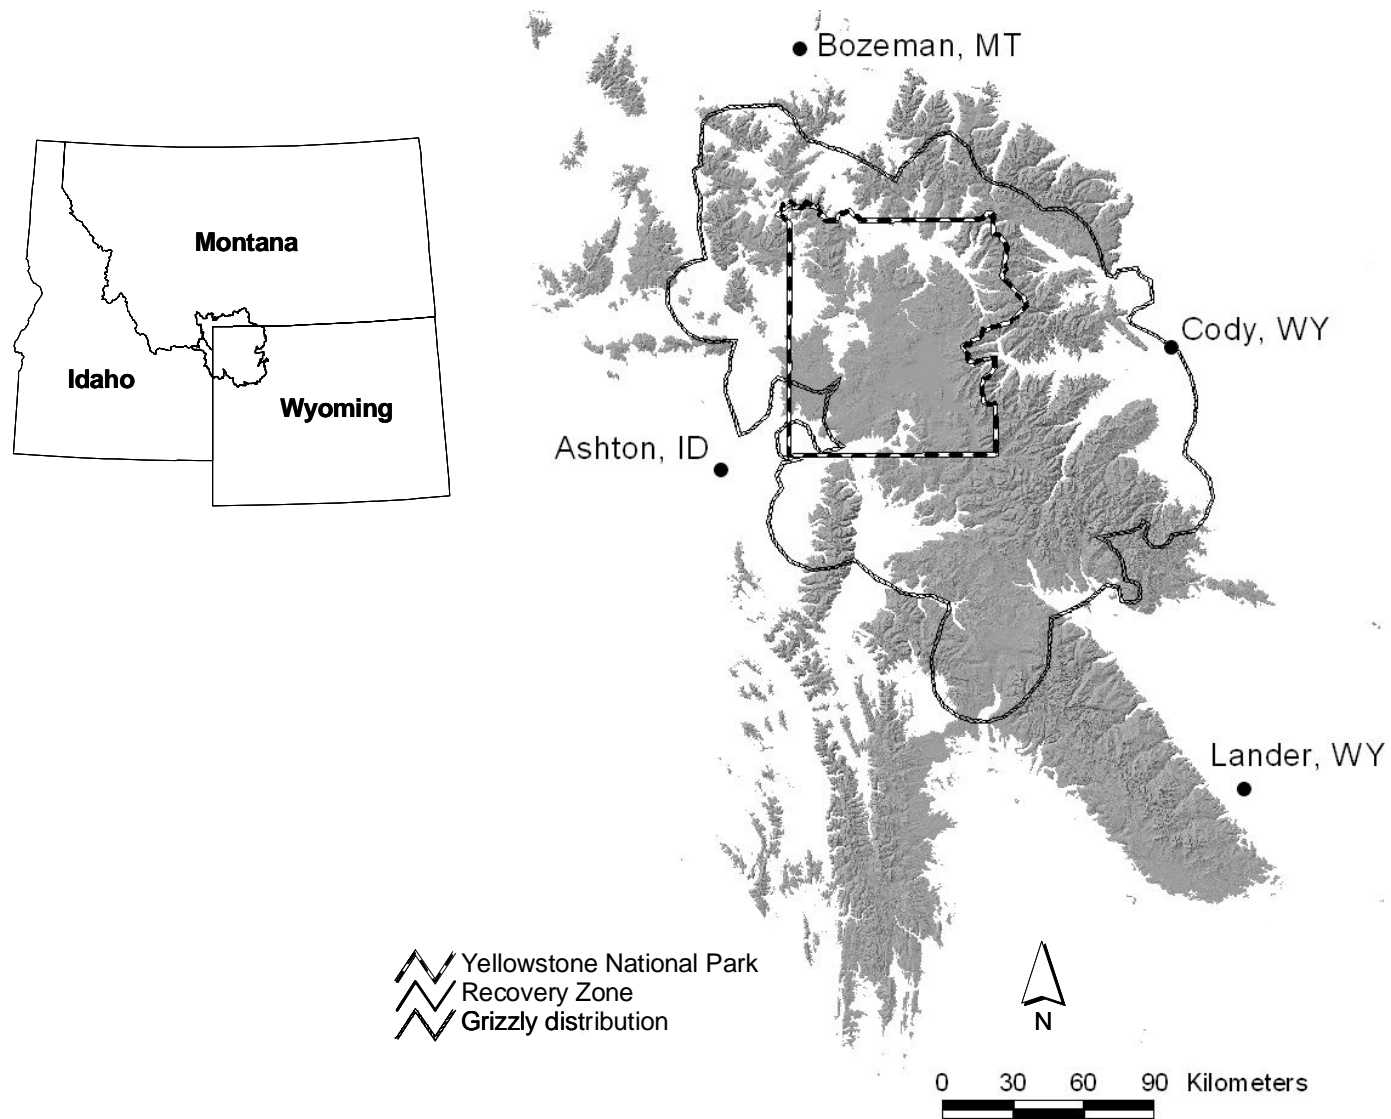 Bozeman, MT
Montana
Cody, WY
Idaho
Wyoming
Ashton, ID
Lander, WY
Yellowstone National Park
Recovery Zone
Grizzly distribution
N
0 30 60 90 Kilometers